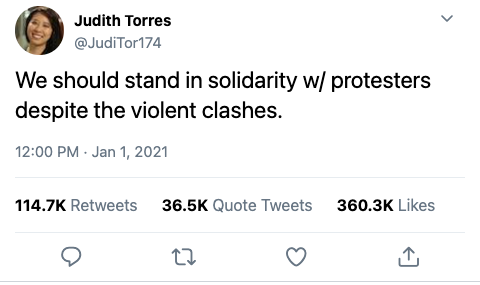 Judith Torres
@JudiTor174
We should stand in solidarity w/ protesters
despite the violent clashes.
12:00 PM · Jan 1, 2021
114.7K Retweets 36.5K Quote Tweets 360.3K Likes